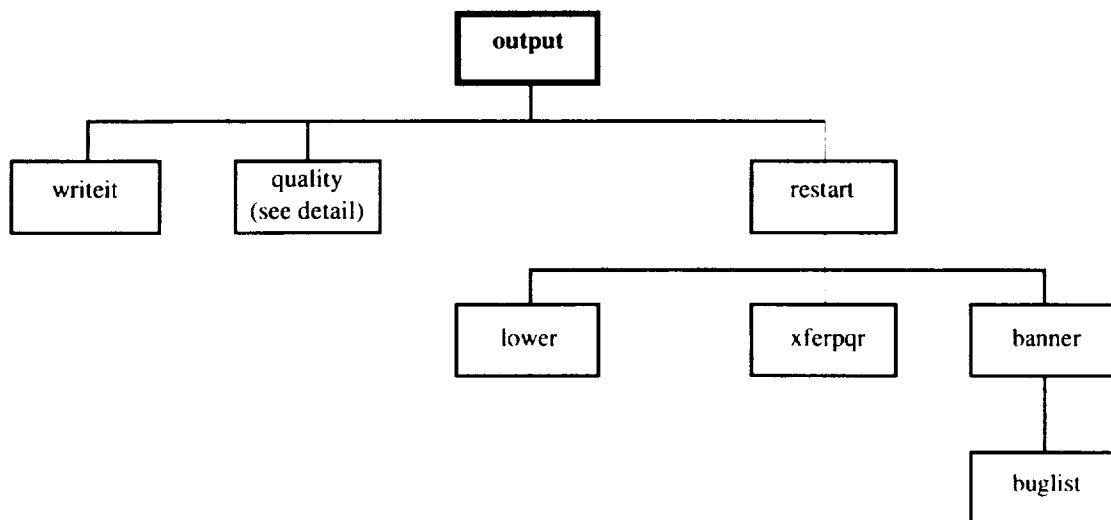 output
writeit
quality
(see detail)
restart
lower
xferpqr
banner
buglist